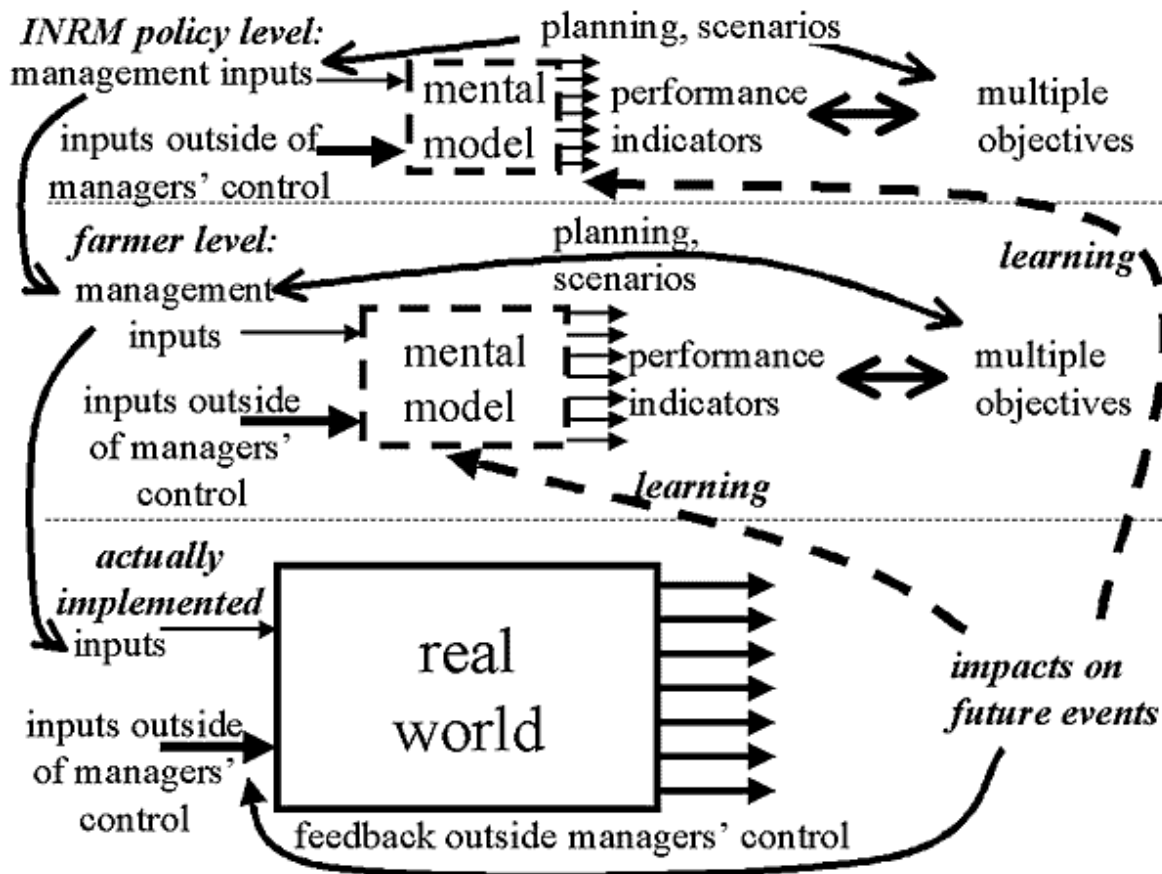 INRM policy level:
planning, scenarios
management inputs
mental
model
performance
indicators
multiple
objectives
inputs outside of
managers' control
farmer level:
planning,
scenarios
learning
management
inputs
mental
model
performance
indicators
multiple
objectives
inputs outside
of managers'
control
learning
actually
implemented
inputs
real
world
impacts on
future events
inputs outside
of managers'
control
feedback outside managers' control